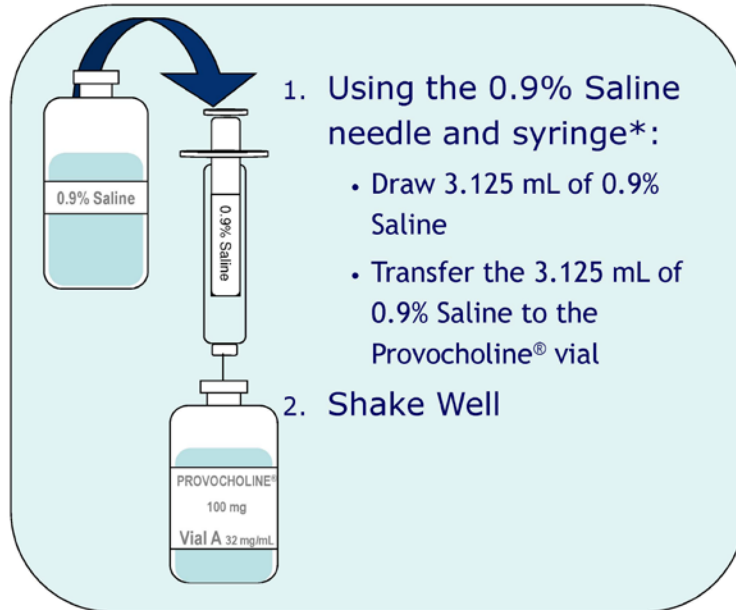 1. Using the 0.9% Saline
needle and syringe*:
• Draw 3.125 mL of 0.9%
Saline
• Transfer the 3.125 mL of
0.9% Saline to the
Provocholine® vial
2. Shake Well
0.9% Saline
0.9% Saline
PROVOCHOLINE®
100 mg
Vial A 32 mg/mL